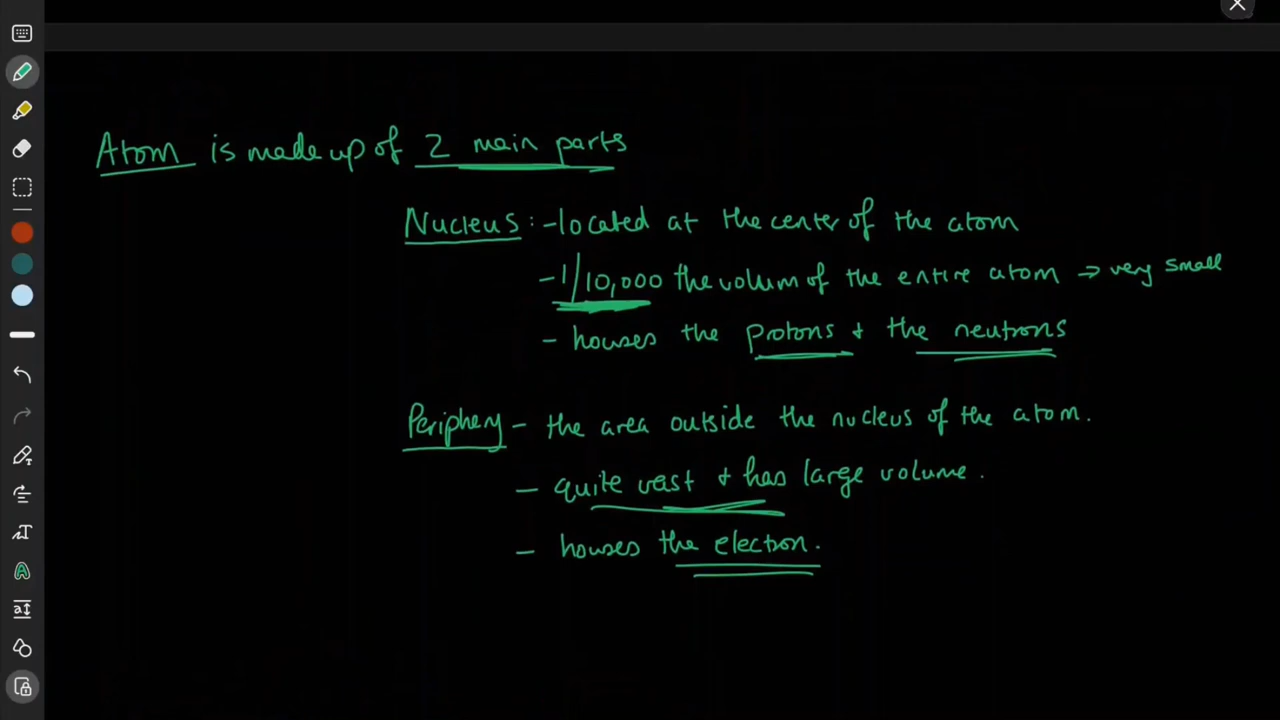 Atom is made up of 2 main parts
Nucleus: -located at the center of the atom
-1/10,000 the volum of the entire atom → very small
- houses the protons + the neutrons
Periphery - the area outside the nucleus of the atom.
- quite vast + has large volume.
- houses the election.